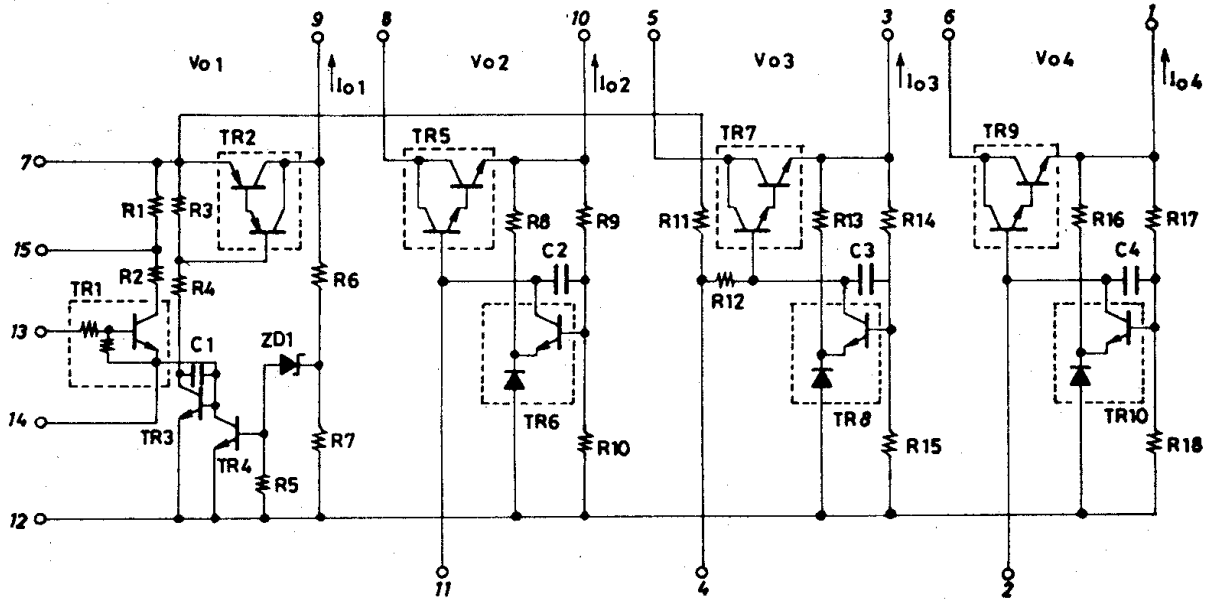 9 8 10 5 3 6 1
Vo1 Io1 Vo2 Io2 Vo3 Io3 Vo4 Io4
TR2 TR5 TR7 TR9
7
R1 R3 R8 R9 R11 R13 R14 R16 R17
15
R2 R4 R6 C2 R12 C3 C4
TR1
13
C1 ZD1
14
TR3 TR4 R7 TR6 TR8 TR10
R5 R10 R15 R18
12
11 4 2